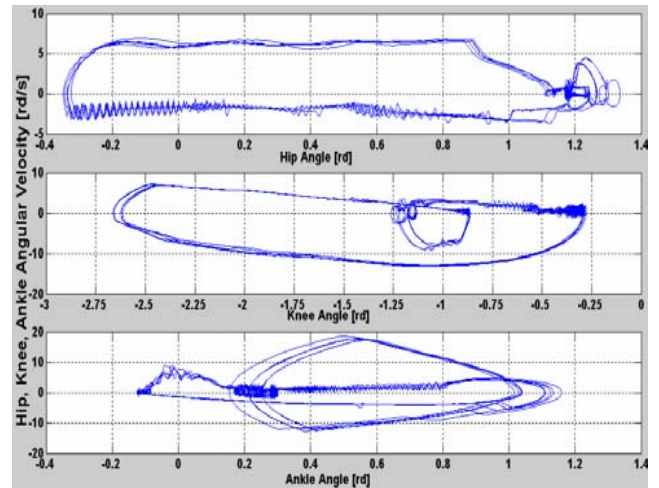 Hip, Knee, Ankle Angular Velocity [rd/s]
10
5
0
-5
-0.4 -0.2 0 0.2 0.4 0.6 0.8 1 1.2 1.4
Hip Angle [rd]
10
0
-10
-20
-3 -2.75 -2.5 -2.25 -2 -1.75 -1.5 -1.25 -1 -0.75 -0.5 -0.25 0
Knee Angle [rd]
20
10
0
-10
-20
-0.4 -0.2 0 0.2 0.4 0.6 0.8 1 1.2 1.4
Ankle Angle [rd]